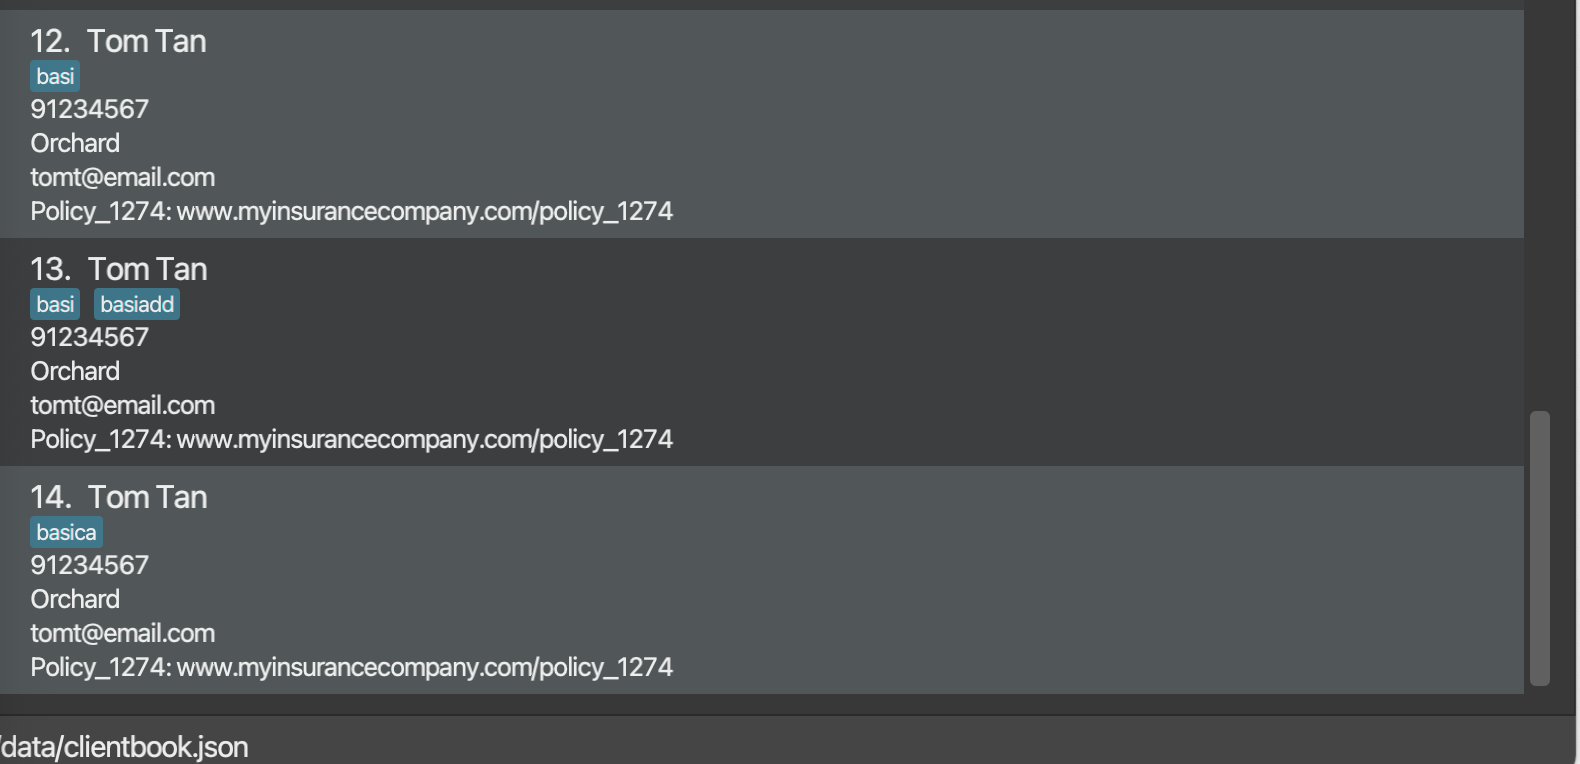 12. Tom Tan
basi
91234567
Orchard
tomt@email.com
Policy_1274: www.myinsurancecompany.com/policy_1274
13. Tom Tan
basi basiadd
91234567
Orchard
tomt@email.com
Policy_1274: www.myinsurancecompany.com/policy_1274
14. Tom Tan
basica
91234567
Orchard
tomt@email.com
Policy_1274: www.myinsurancecompany.com/policy_1274
/data/clientbook.json